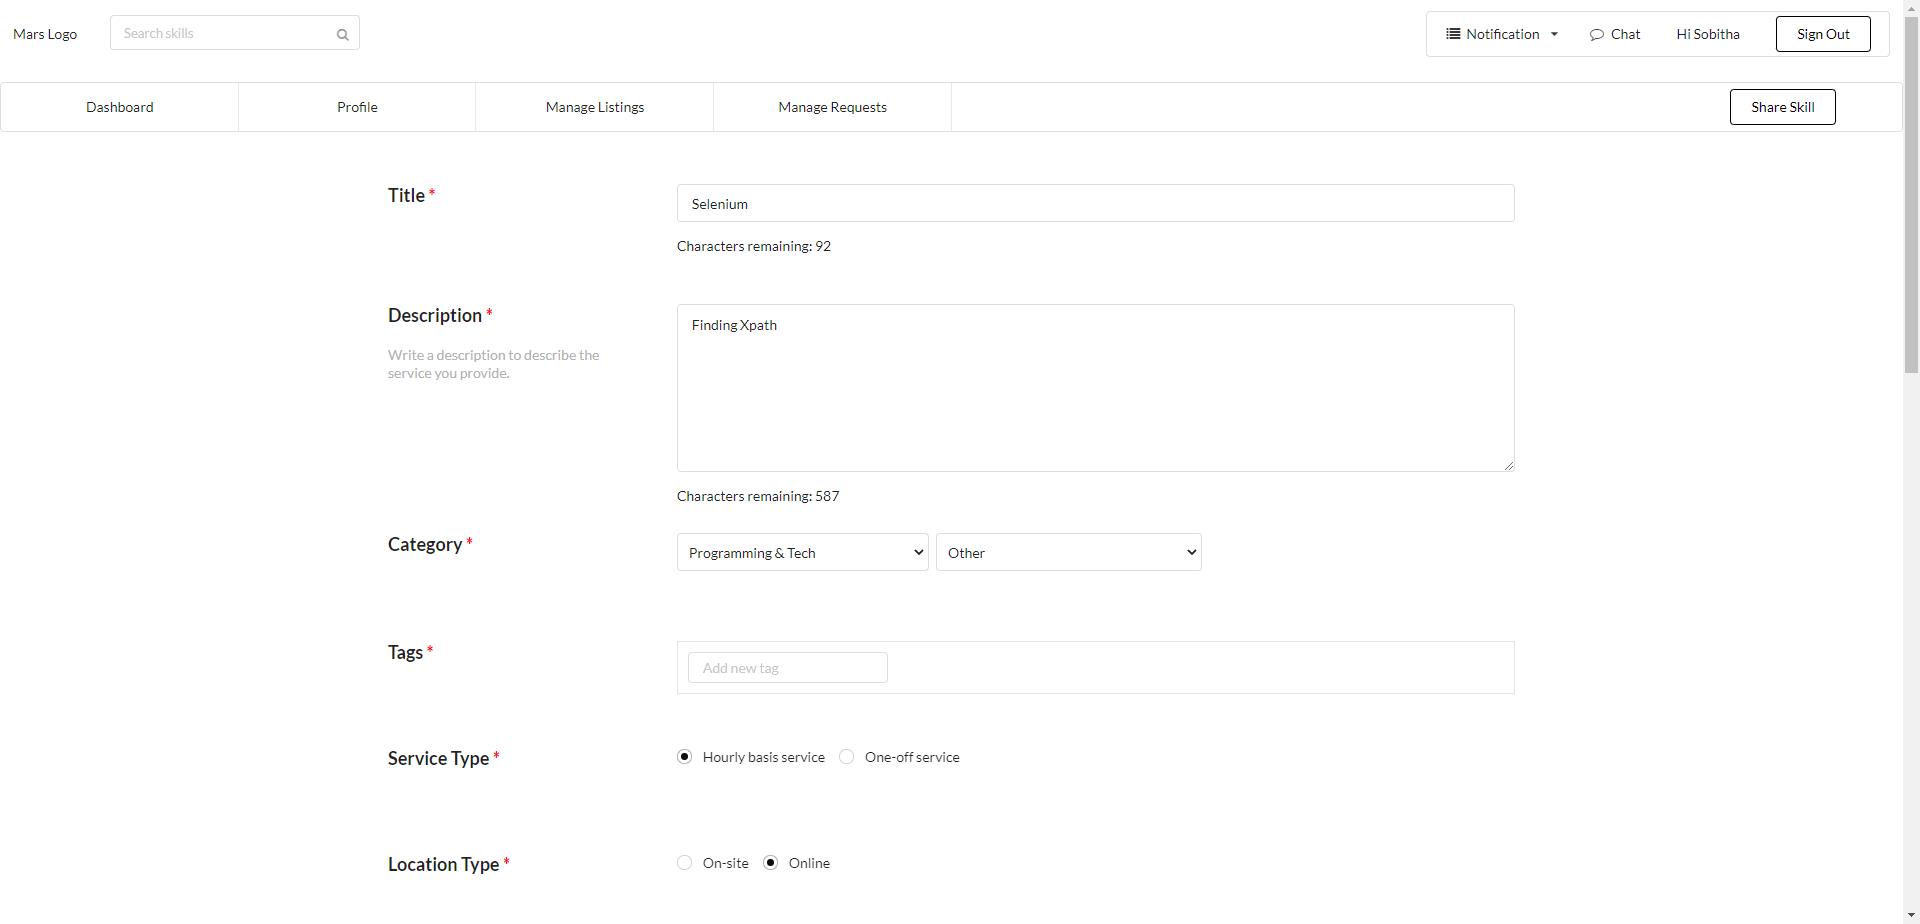 Mars Logo
Search skills
Notification
Chat
Hi Sobitha
Sign Out
Dashboard
Profile
Manage Listings
Manage Requests
Share Skill
Title *
Selenium
Characters remaining: 92
Description *
Write a description to describe the
service you provide.
Finding Xpath
Characters remaining: 587
Category *
Programming & Tech
Other
Tags *
Add new tag
Service Type *
Hourly basis service
One-off service
Location Type *
On-site
Online